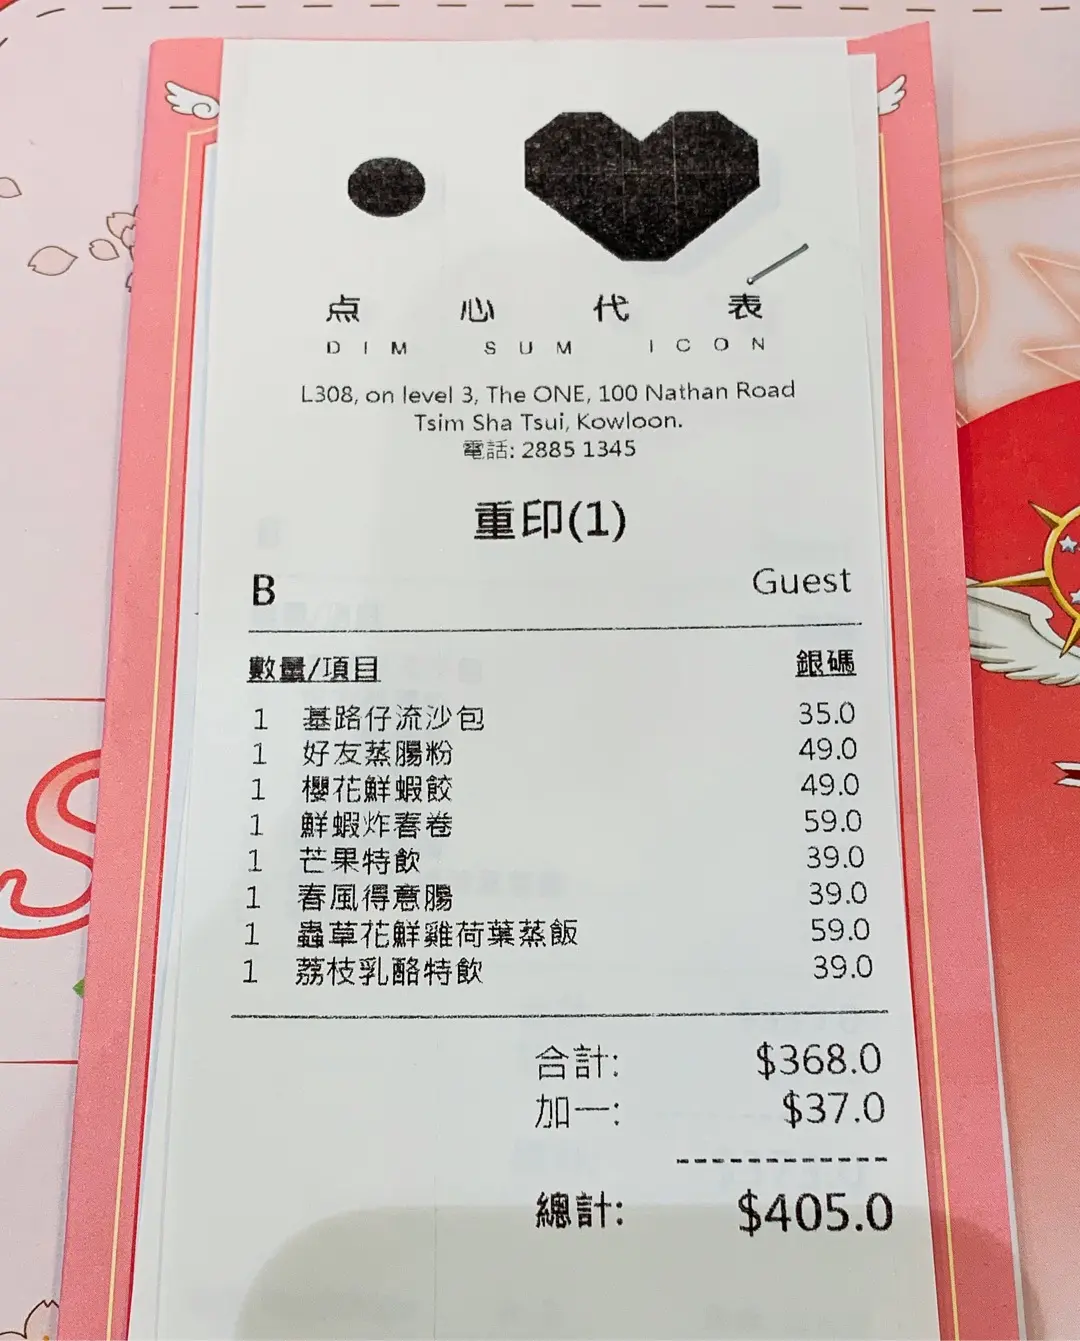 点心代表
DIM SUM ICON
L308, on level 3, The ONE, 100 Nathan Road
Tsim Sha Tsui, Kowloon.
電話: 2885 1345
重印(1)
B Guest
數量/項目 銀碼
1 基路仔流沙包 35.0
1 好友蒸腸粉 49.0
1 櫻花鮮蝦餃 49.0
1 鮮蝦炸春卷 59.0
1 芒果特飲 39.0
1 春風得意腸 39.0
1 蟲草花鮮雞荷葉蒸飯 59.0
1 荔枝乳酪特飲 39.0
合計: $368.0
加一: $37.0
總計: $405.0
S